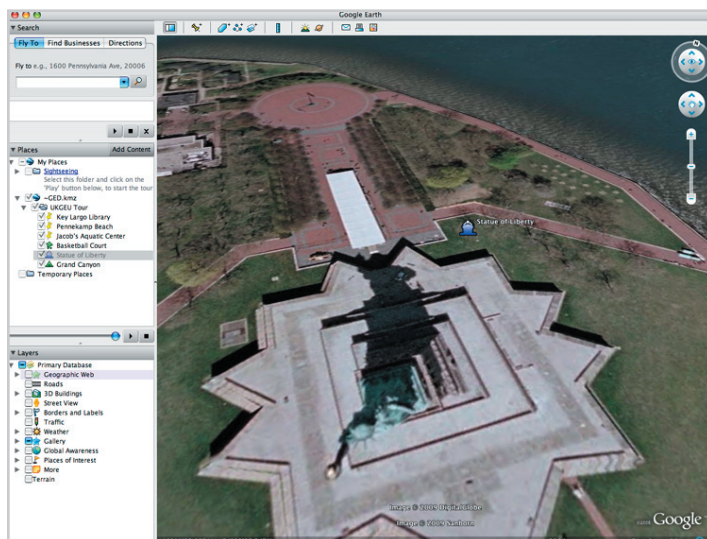 Google Earth
Search
Fly To Find Businesses Directions
Fly to e.g., 1600 Pennsylvania Ave, 20006
x
Places Add Content
My Places
Sightseeing
Select this folder and click on the
'Play' button below, to start the tour
~GED.kmz
UKGEU Tour
Key Largo Library
Pennekamp Beach
Jacob's Aquatic Center
Basketball Court
Statue of Liberty
Grand Canyon
Temporary Places
Layers
Primary Database
Geographic Web
Roads
3D Buildings
Street View
Borders and Labels
Traffic
Weather
Gallery
Global Awareness
Places of Interest
More
Terrain
N
Statue of Liberty
Image © 2009 DigitalGlobe
Image © 2009 Sanborn
Google